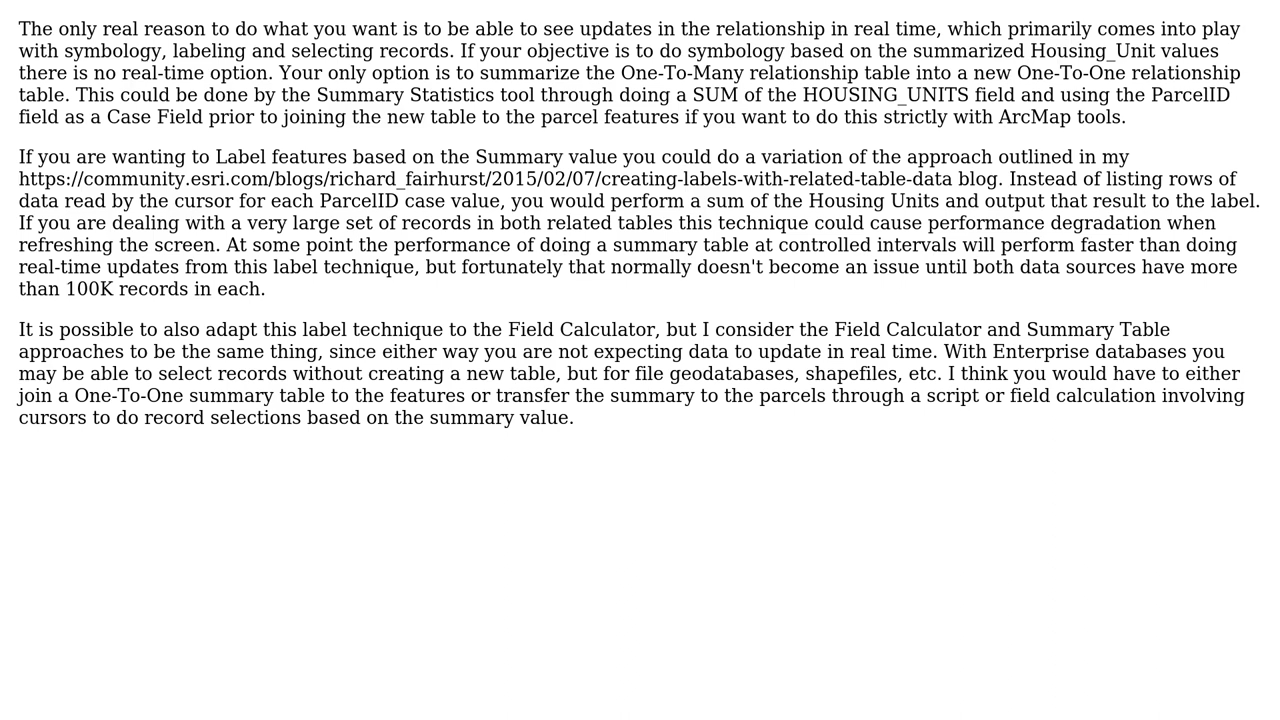 The only real reason to do what you want is to be able to see updates in the relationship in real time, which primarily comes into play
with symbology, labeling and selecting records. If your objective is to do symbology based on the summarized Housing_Unit values
there is no real-time option. Your only option is to summarize the One-To-Many relationship table into a new One-To-One relationship
table. This could be done by the Summary Statistics tool through doing a SUM of the HOUSING_UNITS field and using the ParcelID
field as a Case Field prior to joining the new table to the parcel features if you want to do this strictly with ArcMap tools.
If you are wanting to Label features based on the Summary value you could do a variation of the approach outlined in my
https://community.esri.com/blogs/richard_fairhurst/2015/02/07/creating-labels-with-related-table-data blog. Instead of listing rows of
data read by the cursor for each ParcelID case value, you would perform a sum of the Housing Units and output that result to the label.
If you are dealing with a very large set of records in both related tables this technique could cause performance degradation when
refreshing the screen. At some point the performance of doing a summary table at controlled intervals will perform faster than doing
real-time updates from this label technique, but fortunately that normally doesn't become an issue until both data sources have more
than 100K records in each.
It is possible to also adapt this label technique to the Field Calculator, but I consider the Field Calculator and Summary Table
approaches to be the same thing, since either way you are not expecting data to update in real time. With Enterprise databases you
may be able to select records without creating a new table, but for file geodatabases, shapefiles, etc. I think you would have to either
join a One-To-One summary table to the features or transfer the summary to the parcels through a script or field calculation involving
cursors to do record selections based on the summary value.